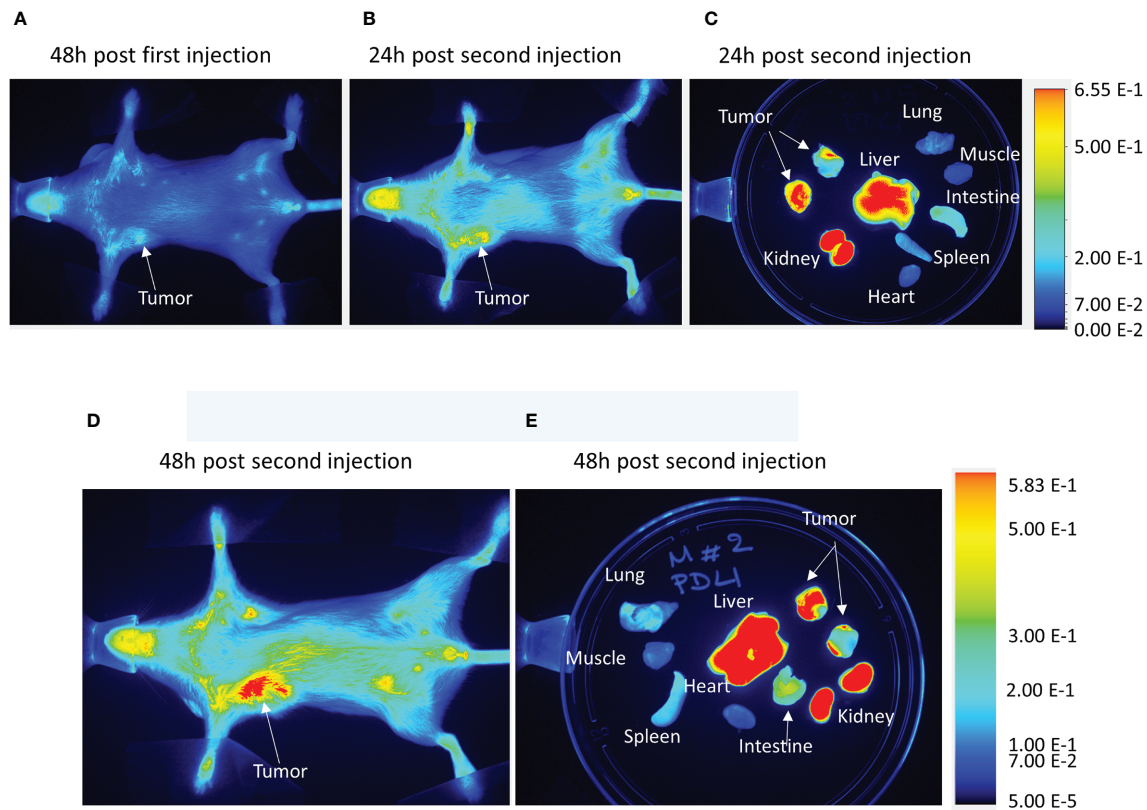 A
B
C
48h post first injection
24h post second injection
24h post second injection
Tumor
Tumor
Tumor
Lung
Liver
Muscle
Intestine
Kidney
Spleen
Heart
6.55 E-1
5.00 E-1
2.00 E-1
7.00 E-2
0.00 E-2
D
E
48h post second injection
48h post second injection
Tumor
M # 2
PDL1
Tumor
Lung
Liver
Muscle
Heart
Spleen
Intestine
Kidney
5.83 E-1
5.00 E-1
3.00 E-1
2.00 E-1
1.00 E-1
7.00 E-2
5.00 E-5